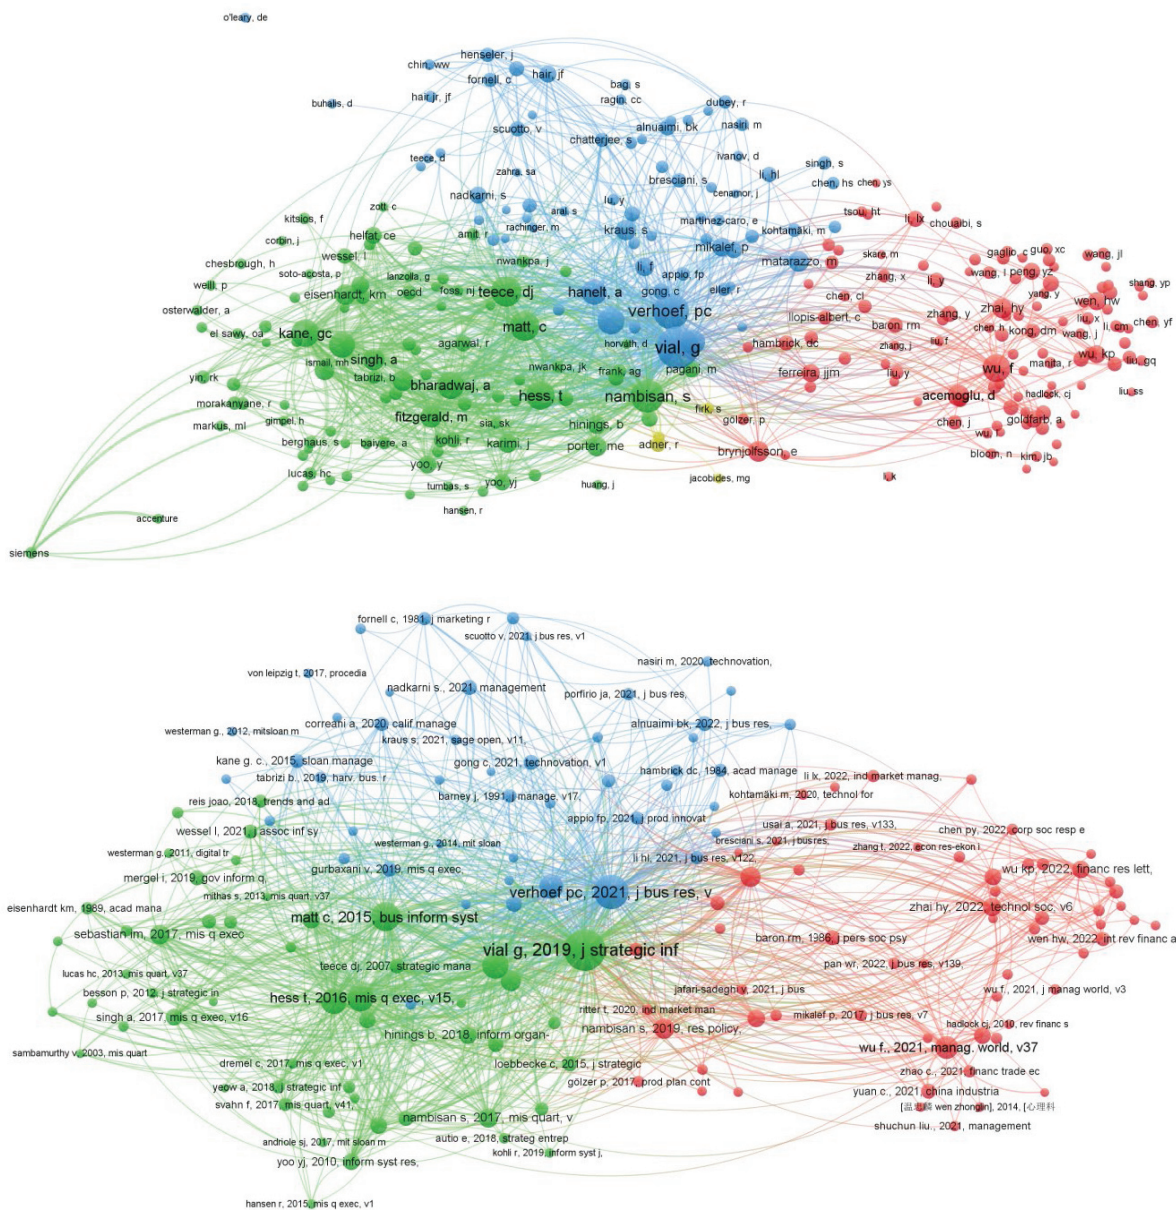 o'leary, de
henseler, j
chin, ww
fornell, c
hair, jf
hair jr, jf
bag, s
ragin, cc
buhalis, d
dubey, r
scuotto, v
alnuaimi, bk
nasiri, m
chatterjee, s
teece, d
ivanov, d
zahra, sa
singh, s
bresciani, s
li, hl
nadkarni, s
cenamor, j
chen, hs
chen, ys
zott, c
lu, y
arai, s
kitsios, f
rachinger, m
martinez-caro, e
tsou, ht
li, lx
chouaibi, s
corbin, j
helfat, ce
amit, r
kraus, s
kohtamäki, m
wessel, l
mikalef, p
skare, m
gaglio, c
guo, xc
wang, jl
chesbrough, h
nwankpa, j
li, f
matarazzo, m
zhang, x
wang, i
peng, yz
soto-acosta, p
lanzolla, g
appio, fp
weill, p
oecd
foss, nj
gong, c
eller, r
li, y
yang, y
shang, yp
eisenhardt, km
teece, dj
hanelt, a
chen, cl
zhai, hy
wen, hw
osterwalder, a
verhoef, pc
llopis-albert, c
zhang, y
liu, x
chen, h
kong, dm
wang, j
li, cm
chen, yf
el sawy, oa
kane, gc
matt, c
baron, rm
agarwal, r
horvath, d
vial, g
hambrick, dc
zhang, j
liu, f
wu, kp
ismail, mh
singh, a
nwankpa, jk
frank, ag
pagani, m
ferreira, jjm
liu, y
wu, f
manita, r
liu, gq
yin, rk
tabrizi, b
bharadwaj, a
hess, t
nambisan, s
hadlock, cj
liu, ss
morakanyane, r
acemoglu, d
gimpel, h
fitzgerald, m
firk, s
goldfarb, a
markus, ml
sia, sk
hinings, b
gölzer, p
chen, j
berghaus, s
baiyere, a
kohli, r
karimi, j
porter, me
adner, r
wu, r
brynjolfsson, e
bloom, n
kim, jb
yoo, y
lucas, hc
tumbas, s
yoo, yj
huang, j
jacobides, mg
li, x
hansen, r
accenture
siemens
fornell c, 1981, j marketing r
scuotto v, 2021, j bus res, v1
nasiri m, 2020, technovation,
von leipzig t, 2017, procedia
nadkarni s., 2021, management
porfirio ja, 2021, j bus res,
correani a, 2020, calif manage
alnuaimi bk, 2022, j bus res,
westerman g., 2012, mitsloan m
kraus s, 2021, sage open, v11,
kane g. c., 2015, sloan manage
gong c, 2021, technovation, v1
hambrick dc, 1984, acad manage
tabrizi b., 2019, harv. bus. r
li lx, 2022, ind market manag,
kohtamäki m, 2020, technol for
reis joao, 2018, trends and ad
barney j, 1991, j manage, v17,
appio fp, 2021, j prod innovat
usai a, 2021, j bus res, v133,
chen py, 2022, corp soc resp e
wessel l, 2021, j assoc inf sy
westerman g., 2014, mit sloan
bresciani s, 2021, j bus res,
zhang t, 2022, econ res-ekon i
westerman g., 2011, digital tr
li hl, 2021, j bus res, v122,
gurbaxani v, 2019, mis q exec,
wu kp, 2022, financ res lett,
mergel i, 2019, gov inform q,
verhoef pc, 2021, j bus res, v
mithas s, 2013, mis quart, v37
zhai hy, 2022, technol soc, v6
eisenhardt km, 1989, acad mana
matt c, 2015, bus inform syst
sebastian im, 2017, mis q exec
baron rm, 1986, j pers soc psy
wen hw, 2022, int rev financ a
vial g, 2019, j strategic inf
teece dj, 2007, strategic mana
pan wr, 2022, j bus res, v139,
lucas hc, 2013, mis quart, v37
jafari-sadeghi v, 2021, j bus
wu f., 2021, j manag world, v3
besson p, 2012, j strategic in
hess t, 2016, mis q exec, v15,
ritter t, 2020, ind market man
mikalef p, 2017, j bus res, v7
singh a, 2017, mis q exec, v16
hinings b, 2018, inform organ-
nambisan s, 2019, res policy,
hadlock cj, 2010, rev financ s
sambamurthy v, 2003, mis quart
wu f., 2021, manag. world, v37
dremel c, 2017, mis q exec, v1
loebbecke c, 2015, j strategic
zhao c., 2021, financ trade ec
yeow a, 2018, j strategic inf
gölzer p, 2017, prod plan cont
yuan c., 2021, china industria
svahn f, 2017, mis quart, v41,
nambisan s, 2017, mis quart, v
[温忠麟 wen zhonglin], 2014, [心理科
shuchun liu., 2021, management
andriole sj, 2017, mit sloan m
autio e, 2018, strateg entrep
kohli r, 2019, inform syst j,
yoo yj, 2010, inform syst res,
hansen r, 2015, mis q exec, v1